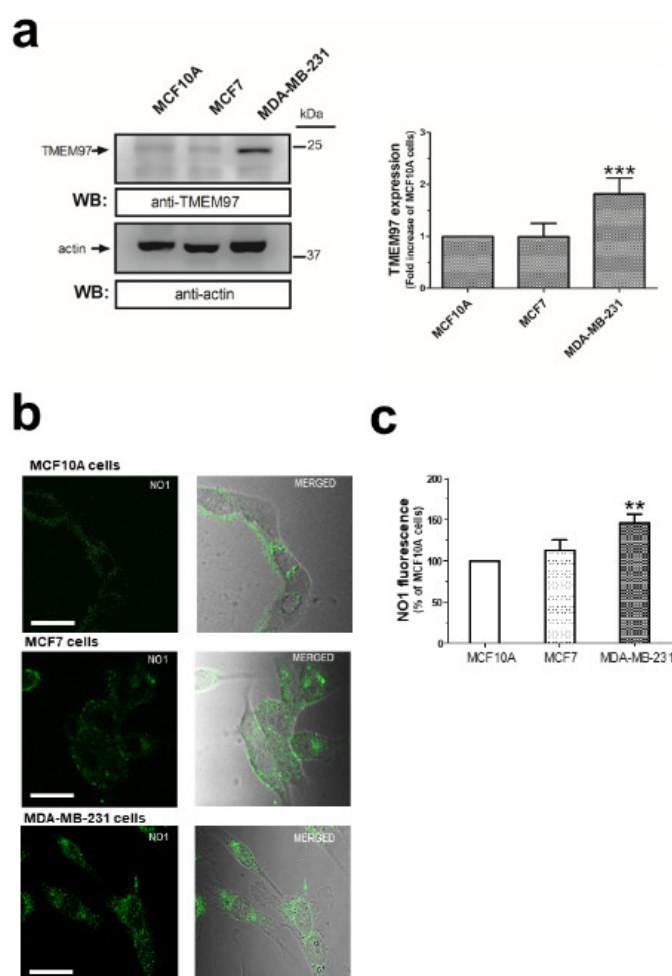 a
MCF10A
MCF7
MDA-MB-231
kDa
TMEM97
25
WB:
anti-TMEM97
actin
37
WB:
anti-actin
TMEM97 expression
(Fold increase of MCF10A cells)
3
2
1
0
***
MCF10A
MCF7
MDA-MB-231
b
MCF10A cells
NO1
MERGED
MCF7 cells
NO1
MERGED
MDA-MB-231 cells
NO1
MERGED
c
NO1 fluorescence
(% of MCF10A cells)
200
150
100
50
0
**
MCF10A
MCF7
MDA-MB-231